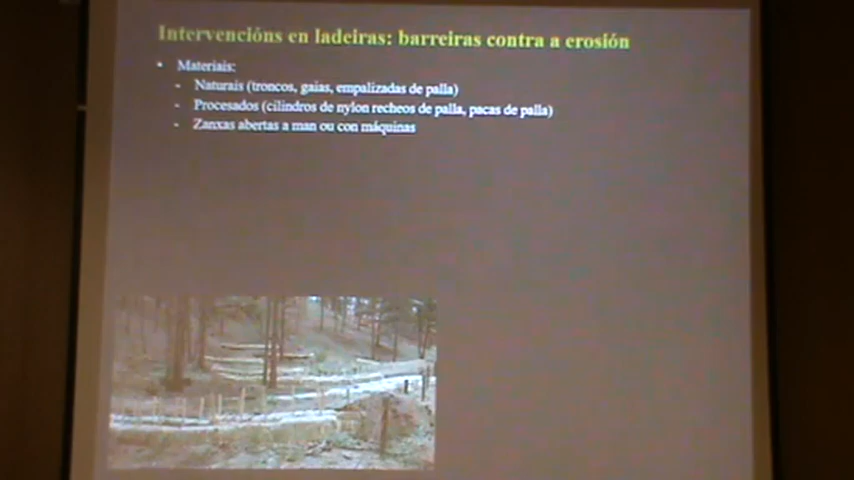 Intervencións en ladeiras: barreiras contra a erosión
• Materiais:
- Naturais (troncos, gaias, empalizadas de palla)
- Procesados (cilindros de nylon recheos de palla, pacas de palla)
- Zanxas abertas a man ou con máquinas